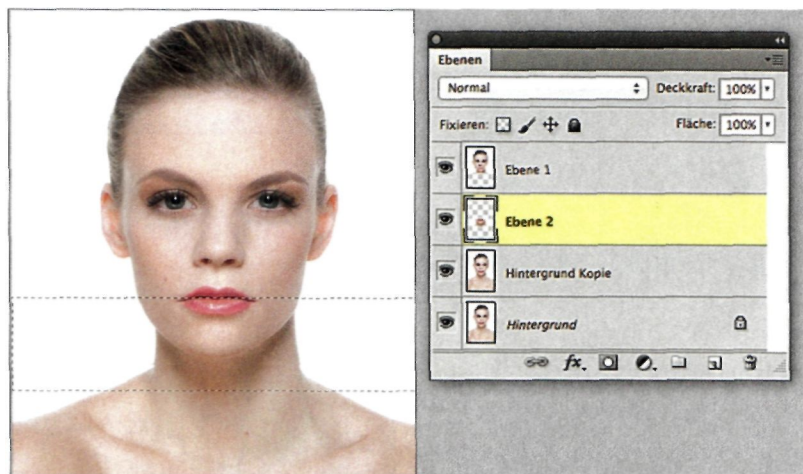 Ebenen
Normal Deckkraft: 100%
Fixieren: Fläche: 100%
Ebene 1
Ebene 2
Hintergrund Kopie
Hintergrund
fx.